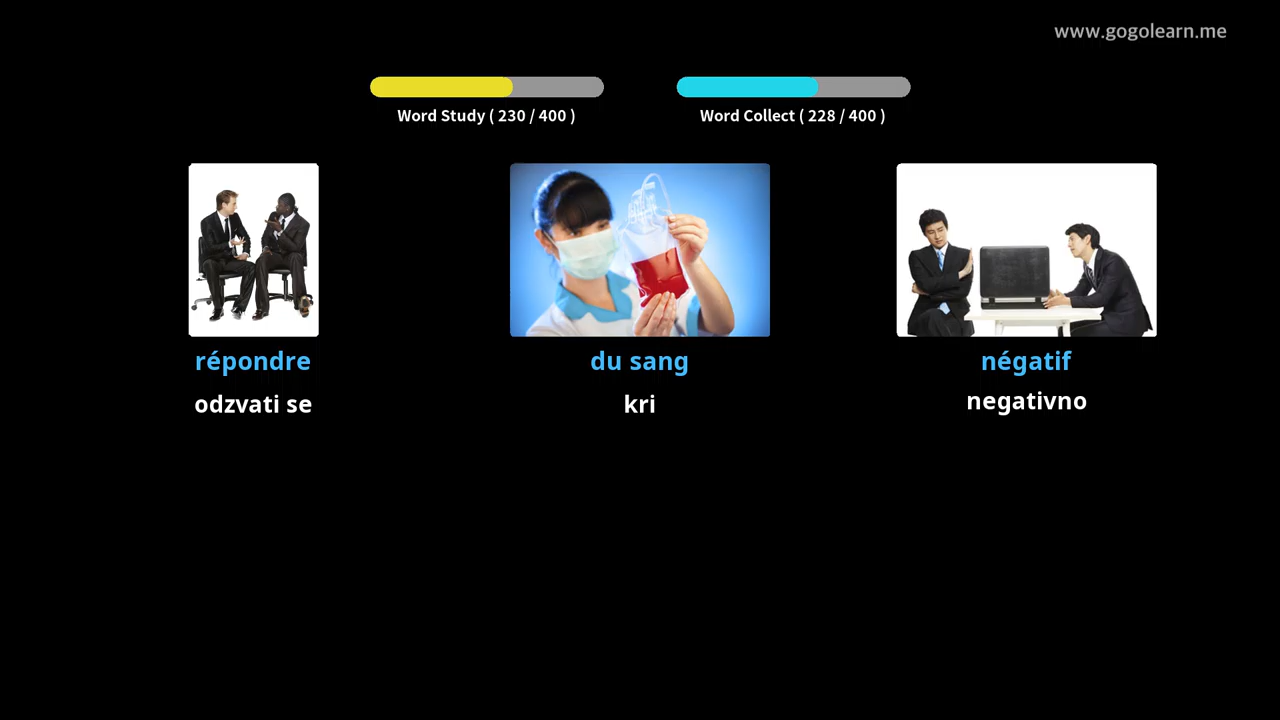 www.gogolearn.me
Word Study ( 230 / 400 )
Word Collect ( 228 / 400 )
répondre
du sang
négatif
odzvati se
kri
negativno